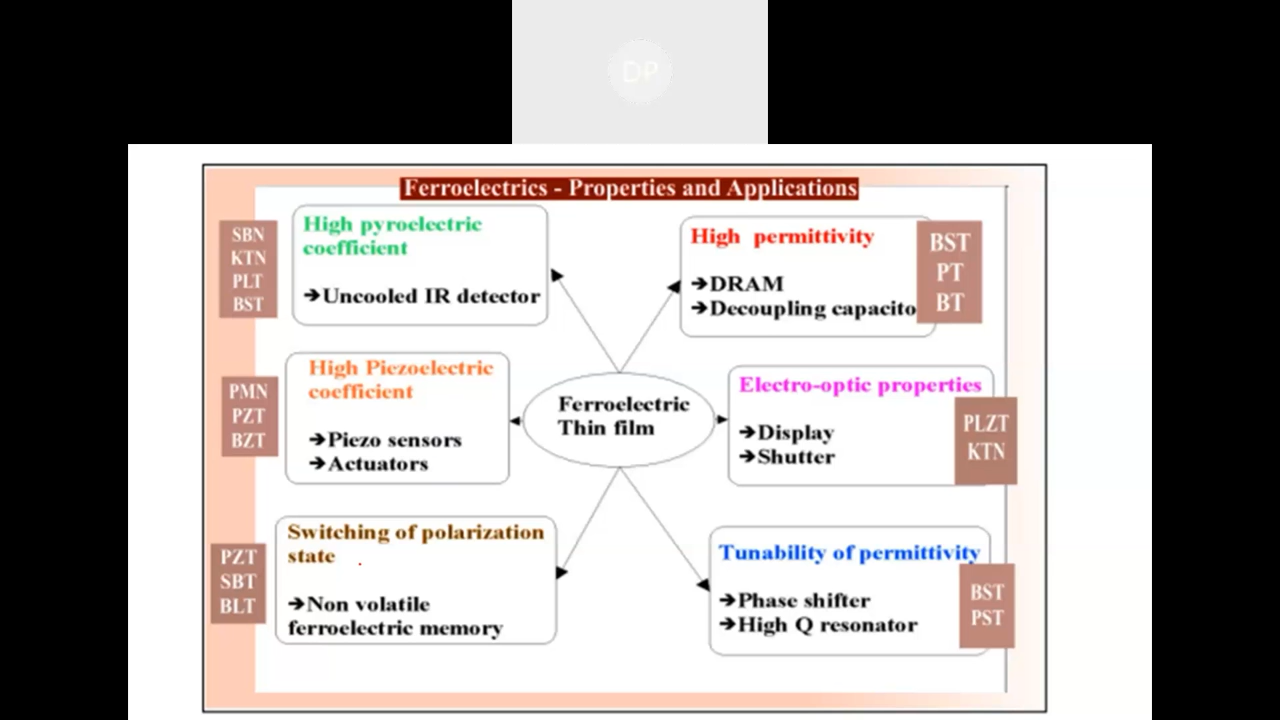 DP
Ferroelectrics - Properties and Applications
SBN
KTN
PLT
BST
High pyroelectric
coefficient
➔Uncooled IR detector
High permittivity
➔DRAM
➔Decoupling capacito
BST
PT
BT
PMN
PZT
BZT
High Piezoelectric
coefficient
➔Piezo sensors
➔Actuators
Ferroelectric
Thin film
Electro-optic properties
➔Display
➔Shutter
PLZT
KTN
PZT
SBT
BLT
Switching of polarization
state
➔Non volatile
ferroelectric memory
Tunability of permittivity
➔Phase shifter
➔High Q resonator
BST
PST